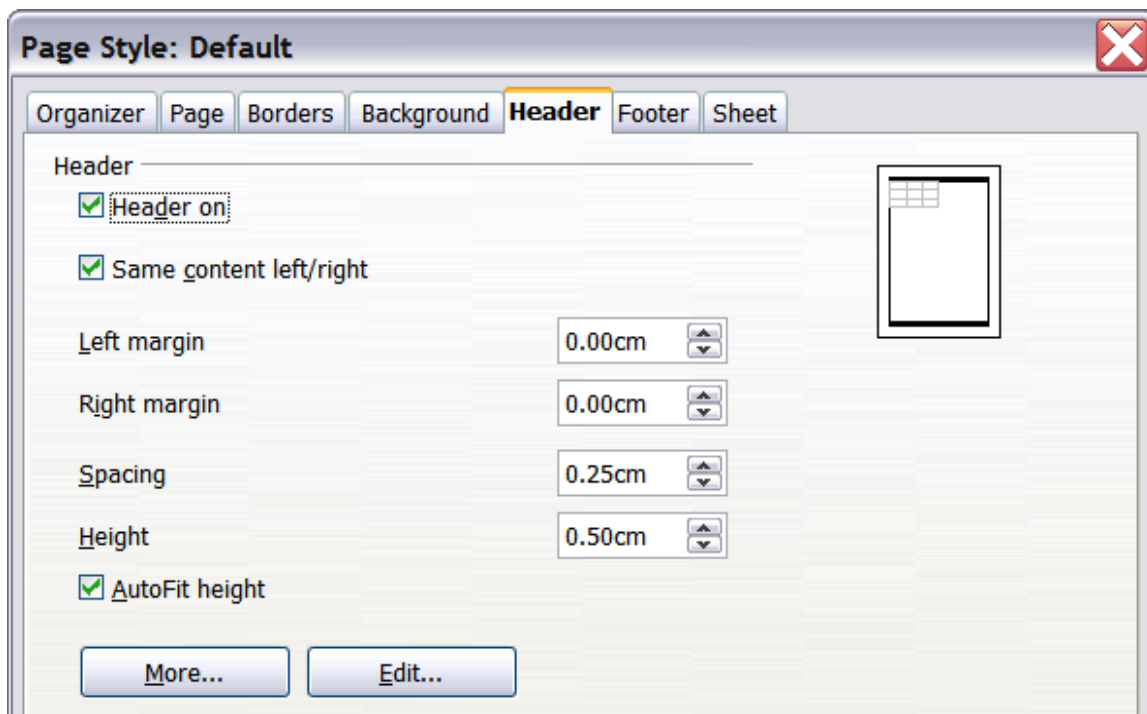 Page Style: Default
Organizer Page Borders Background Header Footer Sheet
Header
Header on
Same content left/right
Left margin 0.00cm
Right margin 0.00cm
Spacing 0.25cm
Height 0.50cm
AutoFit height
More... Edit...